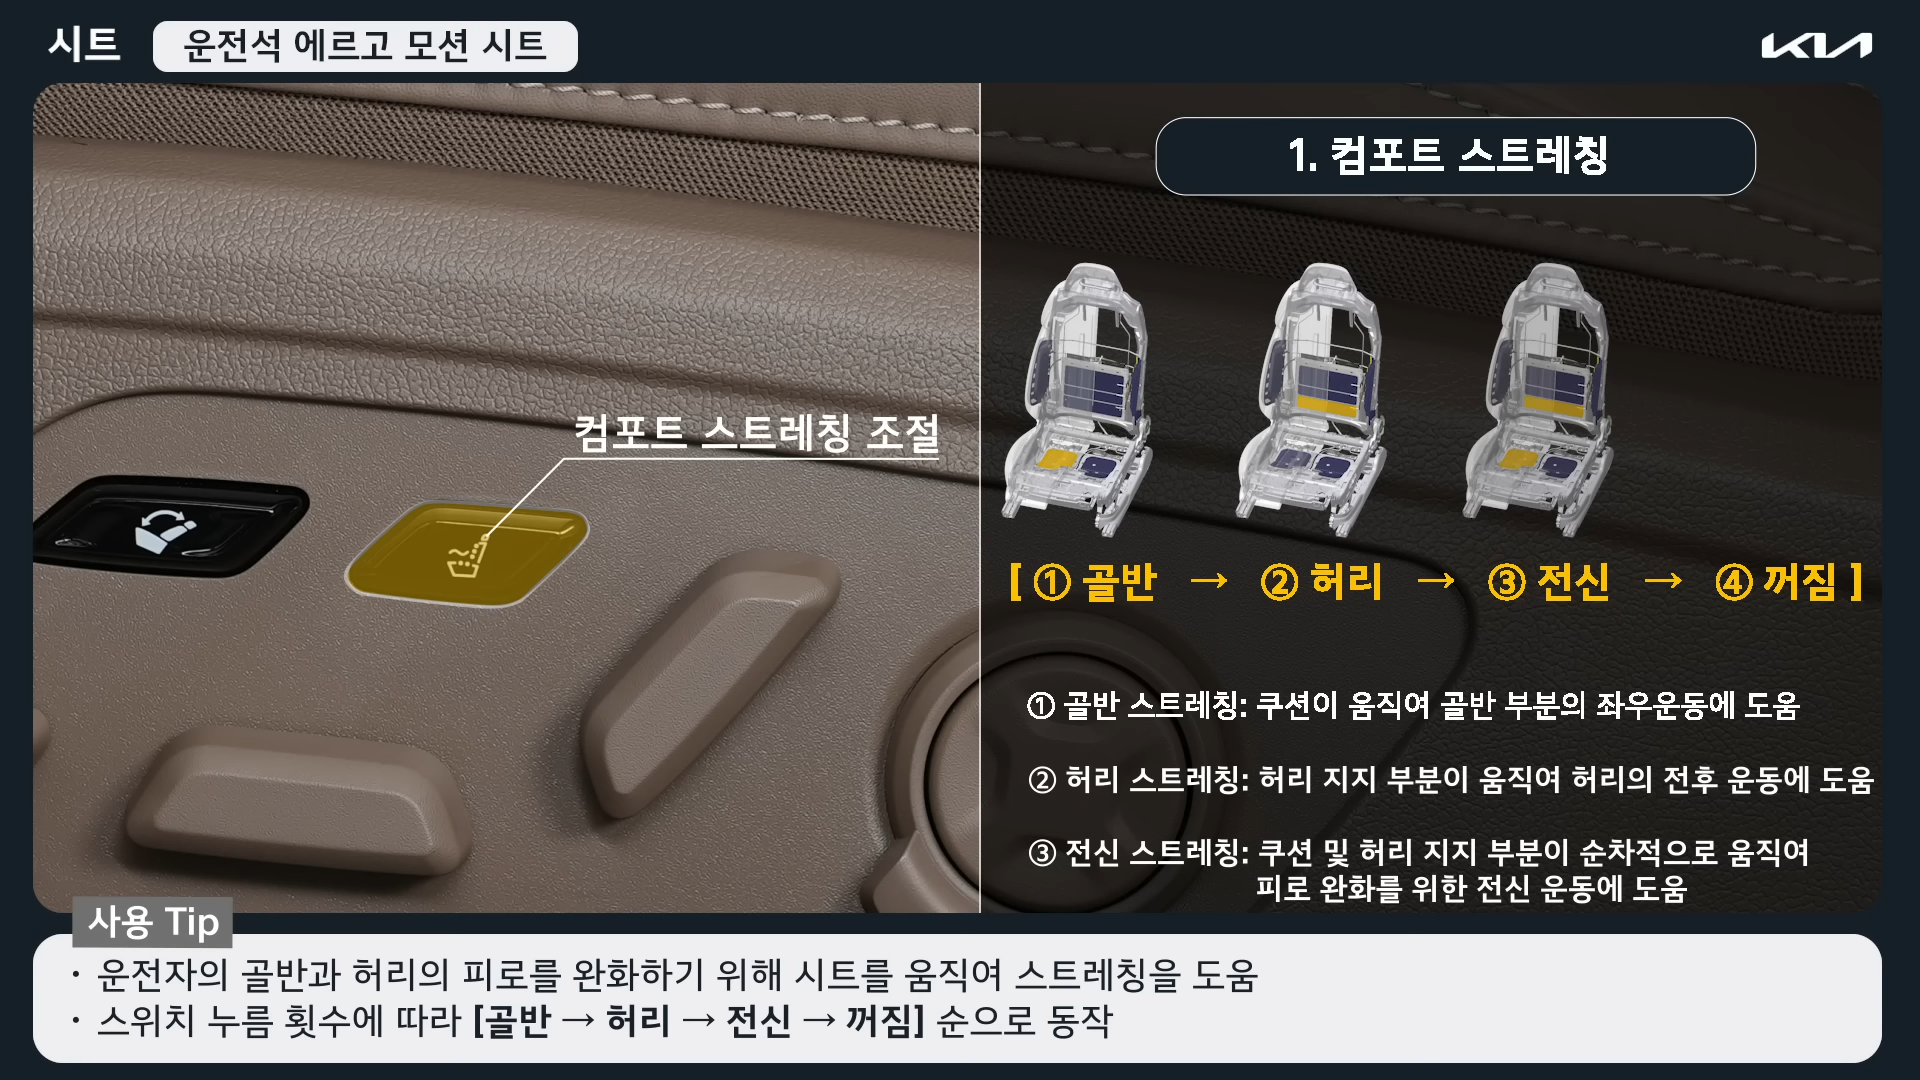 시트
운전석 에르고 모션 시트
KIA
컴포트 스트레칭 조절
1. 컴포트 스트레칭
[ ① 골반 → ② 허리 → ③ 전신 → ④ 꺼짐 ]
① 골반 스트레칭: 쿠션이 움직여 골반 부분의 좌우운동에 도움
② 허리 스트레칭: 허리 지지 부분이 움직여 허리의 전후 운동에 도움
③ 전신 스트레칭: 쿠션 및 허리 지지 부분이 순차적으로 움직여
피로 완화를 위한 전신 운동에 도움
사용 Tip
· 운전자의 골반과 허리의 피로를 완화하기 위해 시트를 움직여 스트레칭을 도움
· 스위치 누름 횟수에 따라 [골반 → 허리 → 전신 → 꺼짐] 순으로 동작